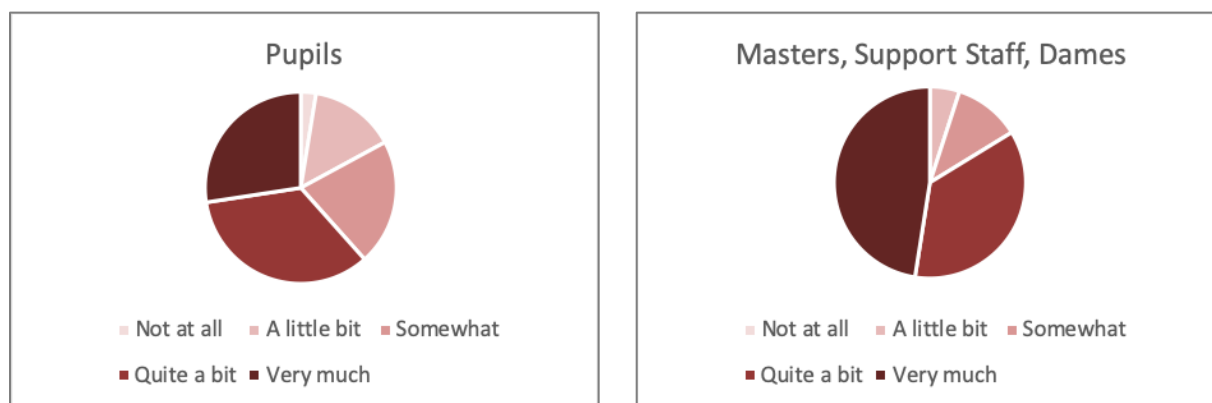 Pupils
Not at all A little bit Somewhat
Quite a bit Very much
Masters, Support Staff, Dames
Not at all A little bit Somewhat
Quite a bit Very much